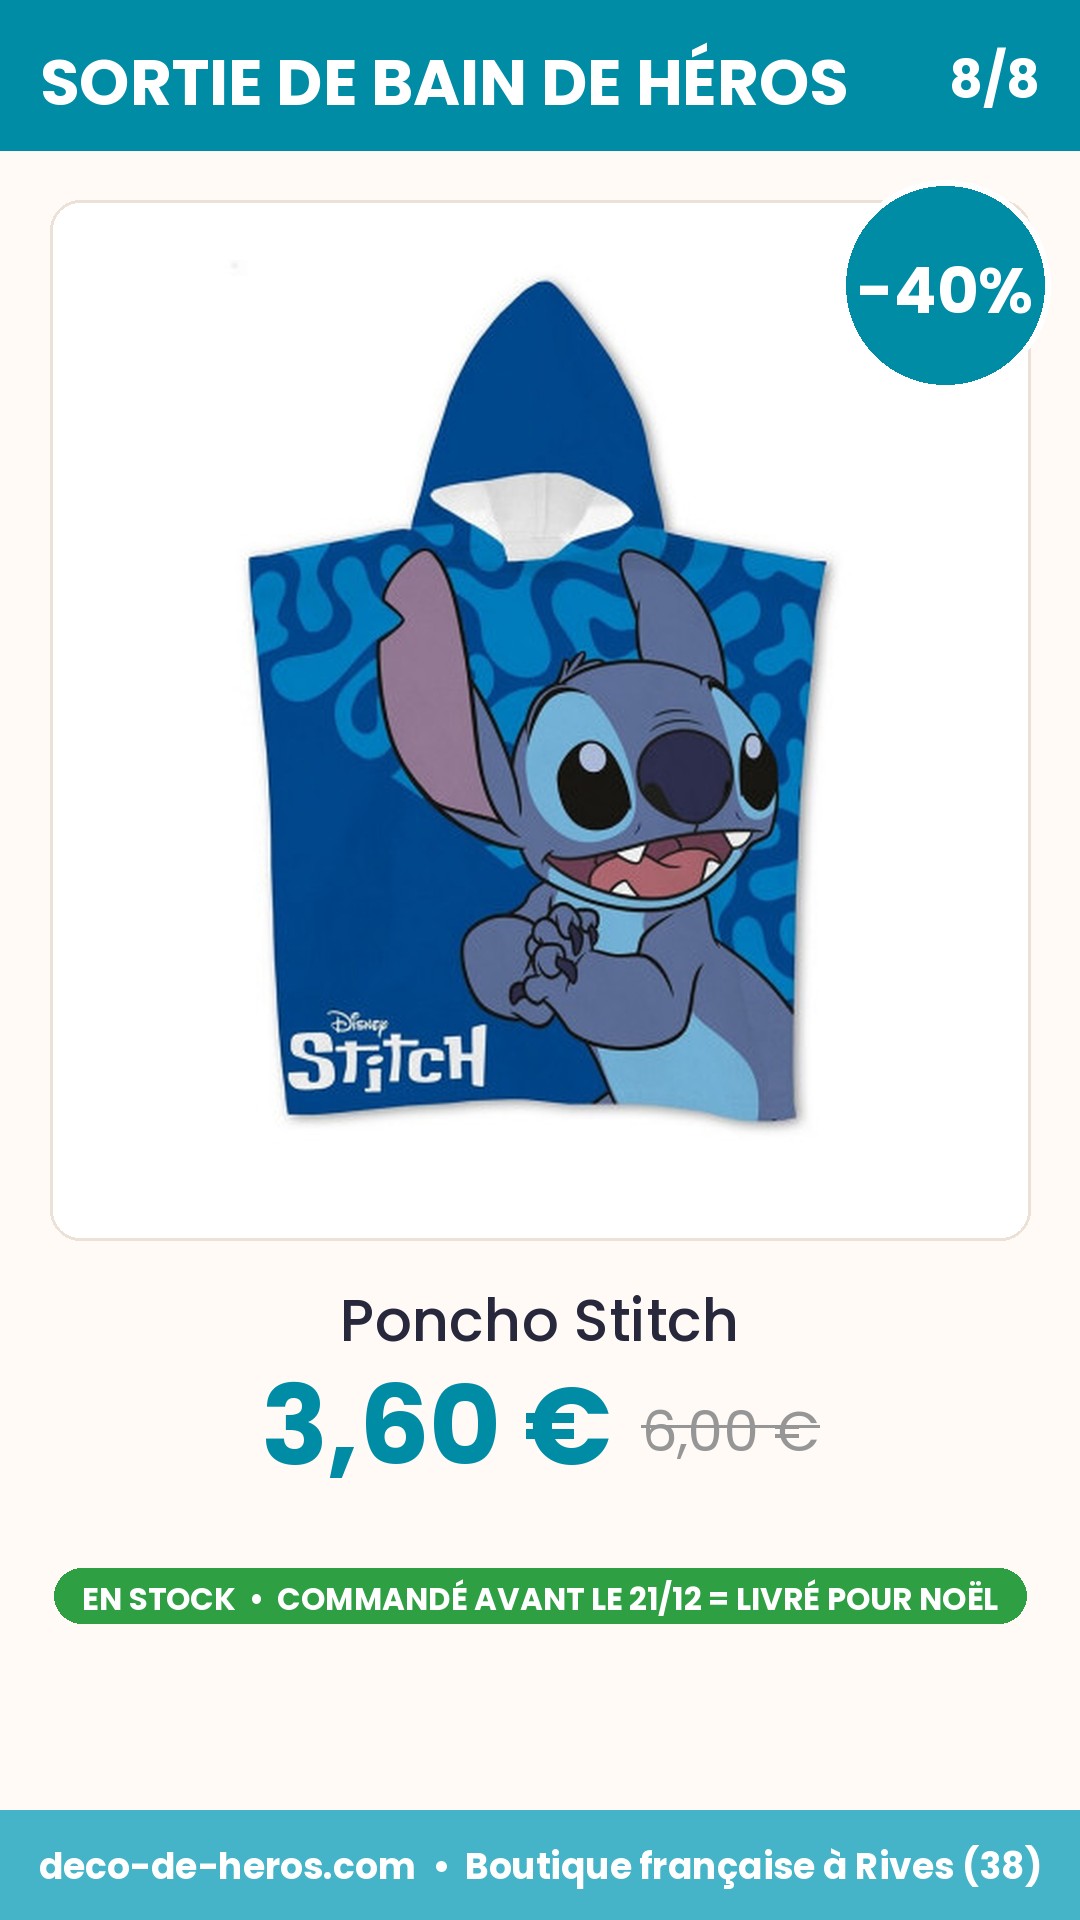 SORTIE DE BAIN DE HÉROS 8/8
-40%
Disney
Stitch
Poncho Stitch
3,60 € 6,00 €
EN STOCK • COMMANDÉ AVANT LE 21/12 = LIVRÉ POUR NOËL
deco-de-heros.com • Boutique française à Rives (38)